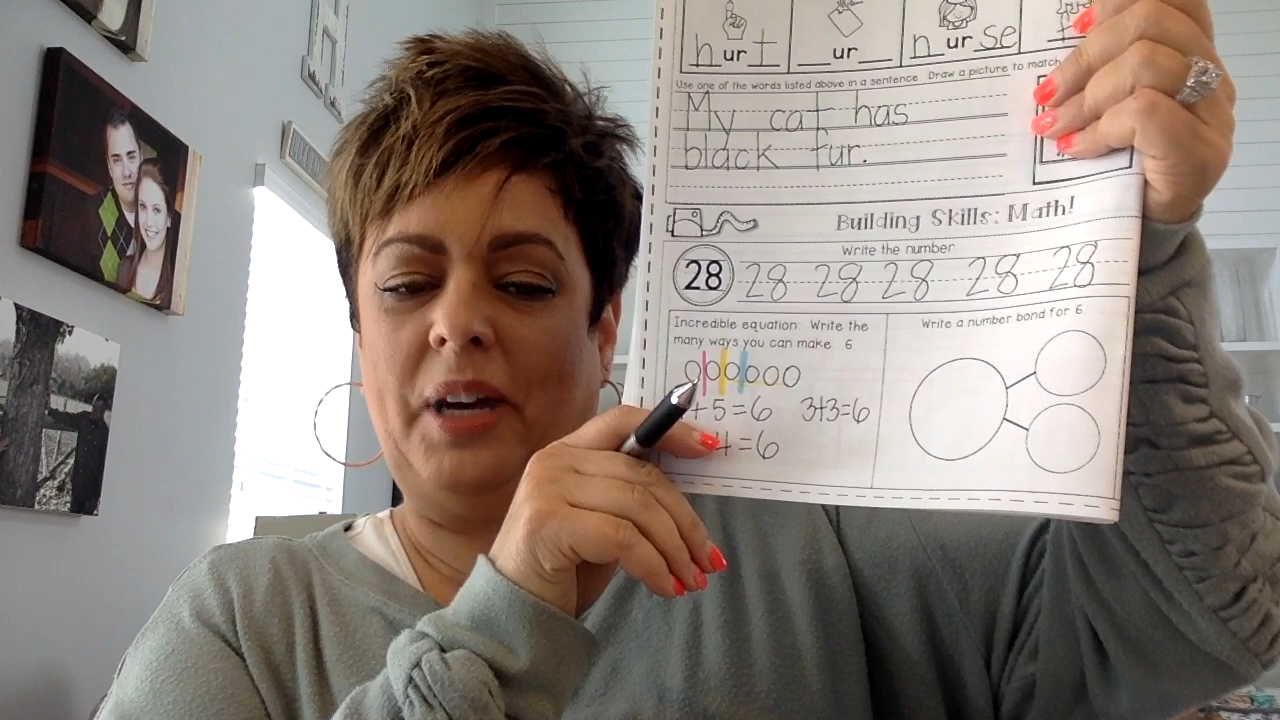 hurt _ur_ nurse
Use one of the words listed above in a sentence. Draw a picture to match
My cat has
black fur.
Building Skills: Math!
Write the number
28 28 28 28 28 28
Incredible equation: Write the
many ways you can make 6
000000
+5=6 3+3=6
4=6
Write a number bond for 6